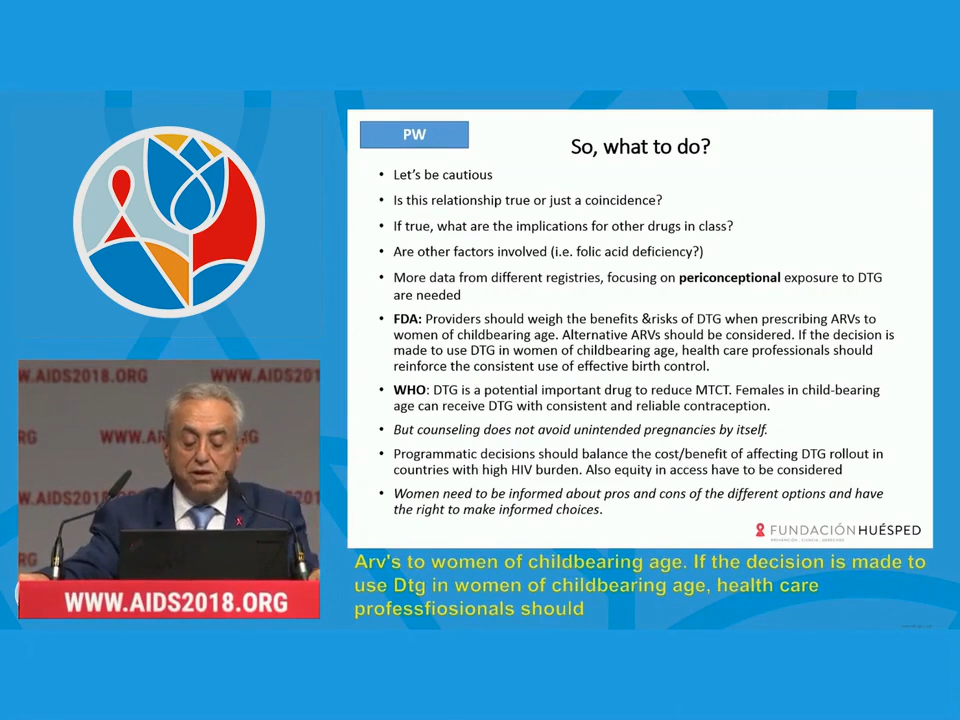 PW
So, what to do?
• Let's be cautious
• Is this relationship true or just a coincidence?
• If true, what are the implications for other drugs in class?
• Are other factors involved (i.e. folic acid deficiency?)
• More data from different registries, focusing on periconceptional exposure to DTG
are needed
• FDA: Providers should weigh the benefits &risks of DTG when prescribing ARVs to
women of childbearing age. Alternative ARVs should be considered. If the decision is
made to use DTG in women of childbearing age, health care professionals should
reinforce the consistent use of effective birth control.
• WHO: DTG is a potential important drug to reduce MTCT. Females in child-bearing
age can receive DTG with consistent and reliable contraception.
• But counseling does not avoid unintended pregnancies by itself.
• Programmatic decisions should balance the cost/benefit of affecting DTG rollout in
countries with high HIV burden. Also equity in access have to be considered
• Women need to be informed about pros and cons of the different options and have
the right to make informed choices.
FUNDACIÓN HUÉSPED
W.AIDS2018.ORG
WWW.AIDS20
RG
WWW.AI
G
WWW.AIDS2018.ORG
Arv's to women of childbearing age. If the decision is made to
use Dtg in women of childbearing age, health care
professfiosionals should